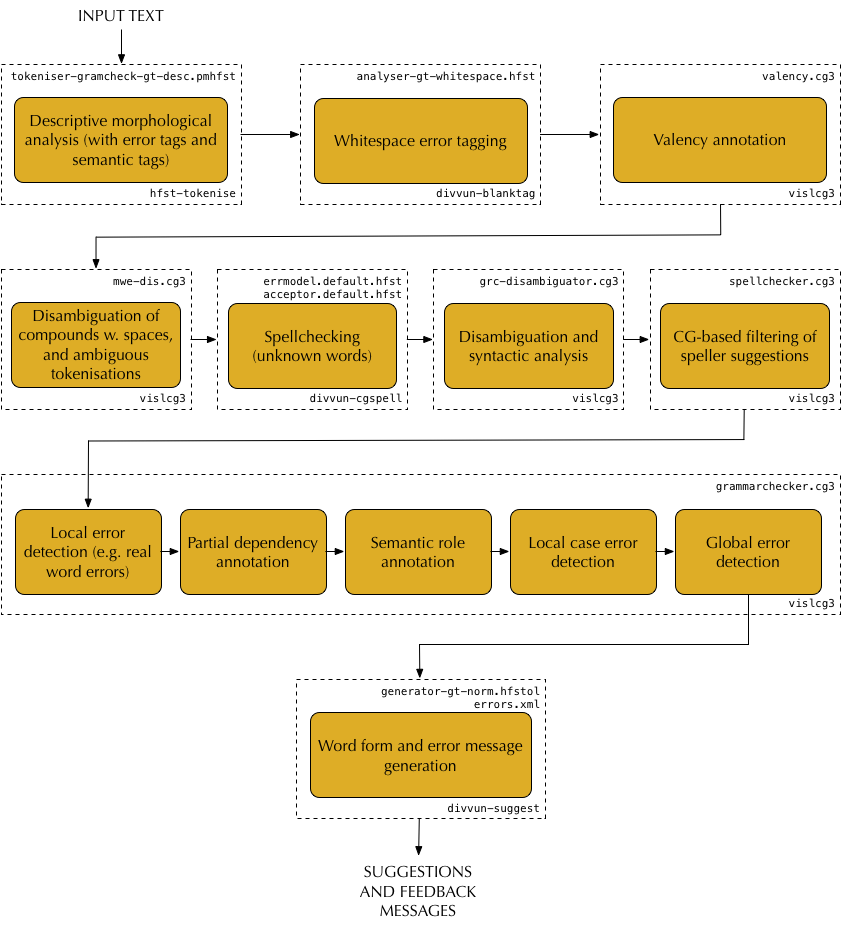 INPUT TEXT
tokeniser-gramcheck-gt-desc.pmhfst
Descriptive morphological
analysis (with error tags and
semantic tags)
hfst-tokenise
analyser-gt-whitespace.hfst
Whitespace error tagging
divvun-blanktag
valency.cg3
Valency annotation
vislcg3
mwe-dis.cg3
Disambiguation of
compounds w. spaces,
and ambiguous
tokenisations
vislcg3
errmodel.default.hfst
acceptor.default.hfst
Spellchecking
(unknown words)
divvun-cgspell
grc-disambiguator.cg3
Disambiguation and
syntactic analysis
vislcg3
spellchecker.cg3
CG-based filtering of
speller suggestions
vislcg3
grammarchecker.cg3
Local error
detection (e.g. real
word errors)
Partial dependency
annotation
Semantic role
annotation
Local case error
detection
Global error
detection
vislcg3
generator-gt-norm.hfstol
errors.xml
Word form and error message
generation
divvun-suggest
SUGGESTIONS
AND FEEDBACK
MESSAGES